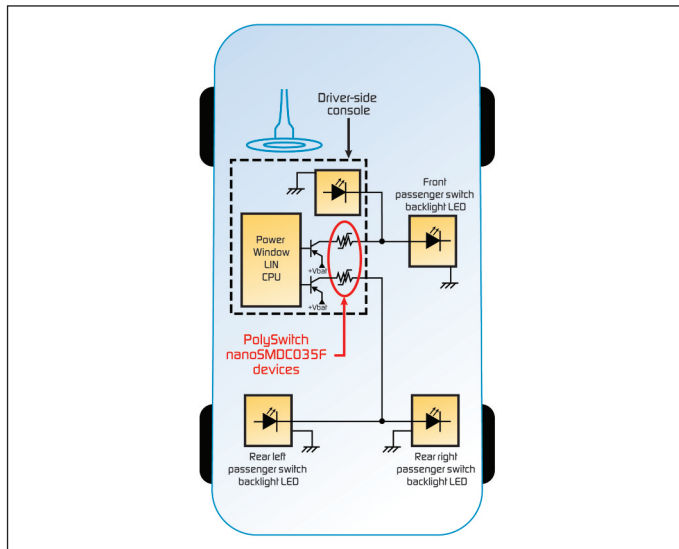 Driver-side
console
Front
passenger switch
backlight LED
Power
Window
LIN
CPU
+Vbat
+Vbat
PolySwitch
nanoSMDC035F
devices
Rear left
passenger switch
backlight LED
Rear right
passenger switch
backlight LED